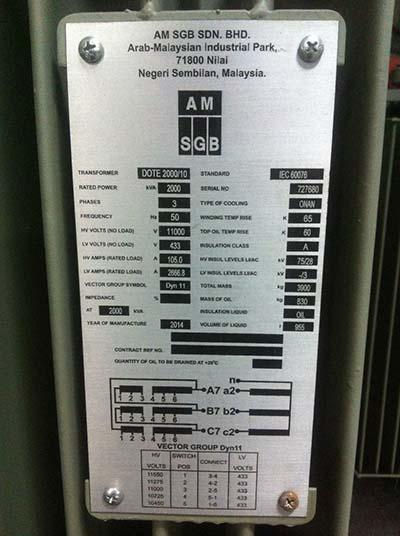 AM SGB SDN. BHD.
Arab-Malaysian Industrial Park,
71800 Nilai
Negeri Sembilan, Malaysia.
AM
SGB
TRANSFORMER DOTE 2000/10 STANDARD IEC 60076
RATED POWER kVA 2000 SERIAL NO 727680
PHASES 3 TYPE OF COOLING ONAN
FREQUENCY Hz 50 WINDING TEMP RISE K 65
HV VOLTS (NO LOAD) V 11000 TOP OIL TEMP RISE K 60
LV VOLTS (NO LOAD) V 433 INSULATION CLASS A
HV AMPS (RATED LOAD) A 105.0 HV INSUL LEVELS LI/AC kV 75/28
LV AMPS (RATED LOAD) A 2666.8 LV INSUL LEVELS LI/AC kV -/3
VECTOR GROUP SYMBOL Dyn 11 TOTAL MASS kg 3900
IMPEDANCE % MASS OF OIL kg 830
AT 2000 kVA INSULATION LIQUID OIL
YEAR OF MANUFACTURE 2014 VOLUME OF LIQUID 955
CONTRACT REF NO.
QUANTITY OF OIL TO BE DRAINED AT +20°C
n
A7 a2
1 2 3 4 5 6
B7 b2
1 2 3 4 5 6
C7 c2
1 2 3 4 5 6
VECTOR GROUP Dyn11
HV VOLTS SWITCH POS CONNECT LV VOLTS
11550 1 3-4 433
11275 2 4-2 433
11000 3 2-5 433
10725 4 5-1 433
10450 5 1-6 433